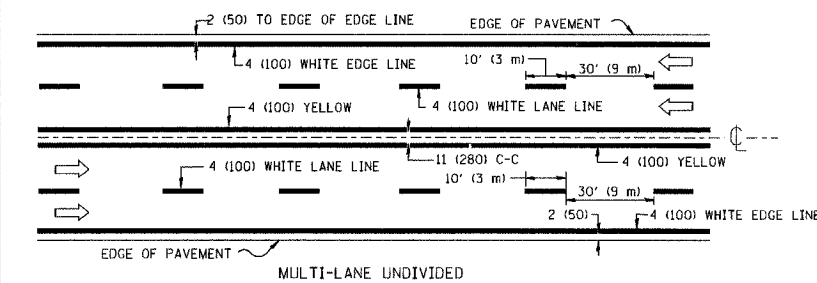 2 (50) TO EDGE OF EDGE LINE
EDGE OF PAVEMENT
4 (100) WHITE EDGE LINE
10' (3 m)
30' (9 m)
4 (100) YELLOW
4 (100) WHITE LANE LINE
CL
4 (100) WHITE LANE LINE
11 (280) C-C
4 (100) YELLOW
10' (3 m)
30' (9 m)
2 (50)
4 (100) WHITE EDGE LINE
EDGE OF PAVEMENT
MULTI-LANE UNDIVIDED